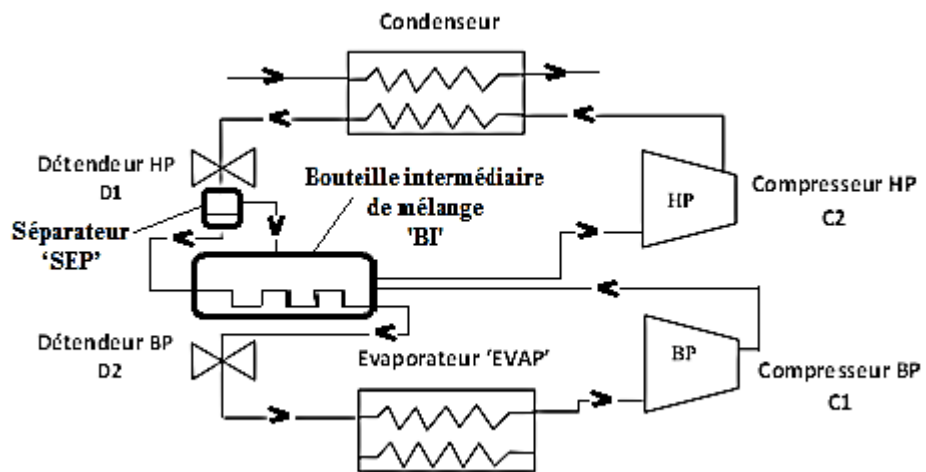 Condenseur
Détendeur HP
D1
Bouteille intermédiaire
de mélange
'BI'
HP
Compresseur HP
C2
Séparateur
‘SEP’
Détendeur BP
D2
Evaporateur ‘EVAP’
BP
Compresseur BP
C1